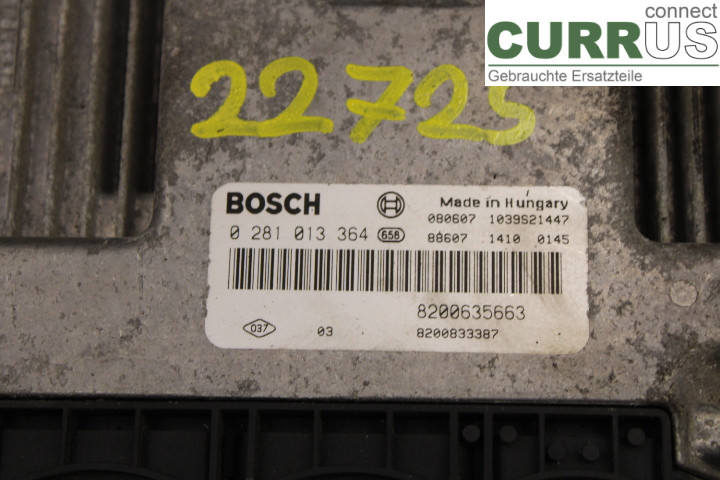 connect
CURRUS
Gebrauchte Ersatzteile
22725
BOSCH
Made in Hungary
080607 1039S21447
0 281 013 364 658
88607 1410 0145
8200635663
037 03 8200833387